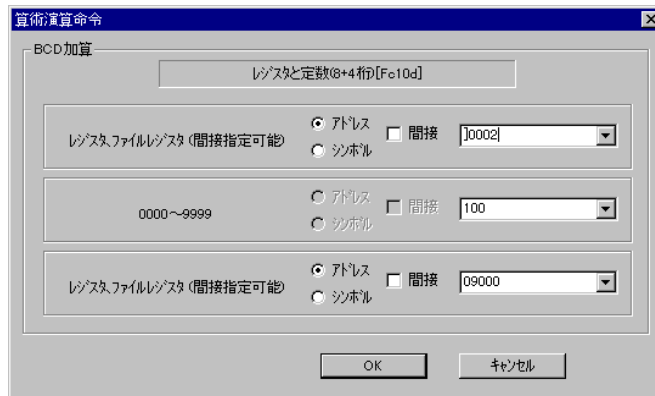 算術演算命令
BCD加算
レジスタと定数(8+4桁)[Fc10d]
レジスタ、ファイルレジスタ (間接指定可能)
アドレス
シンボル
間接
]0002
0000～9999
アドレス
シンボル
間接
100
レジスタ、ファイルレジスタ (間接指定可能)
アドレス
シンボル
間接
09000
OK
キャンセル